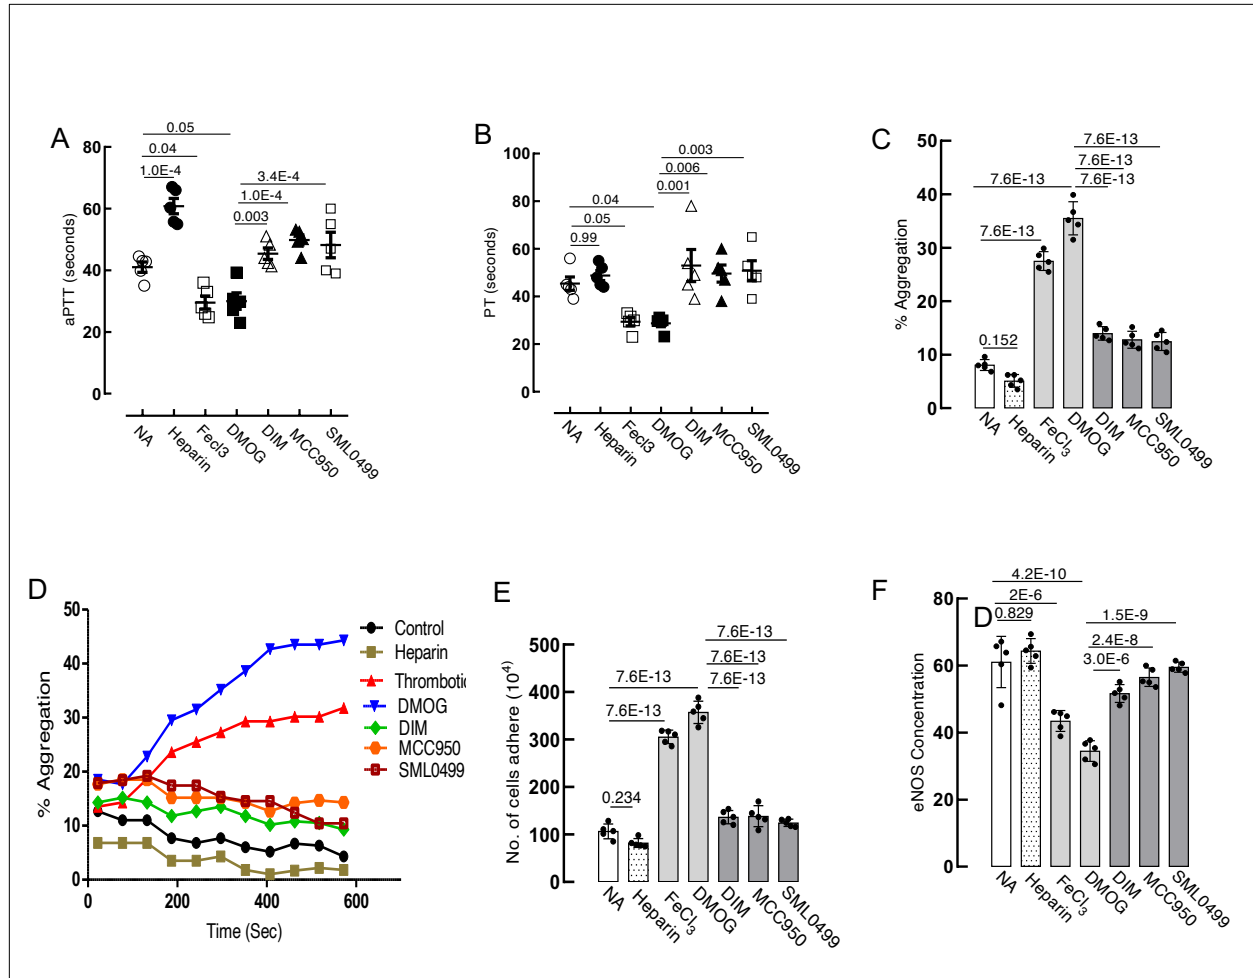 A
aPTT (seconds)
80
60
40
20
0
0.05
0.04
1.0E-4
3.4E-4
1.0E-4
0.003
NA
Heparin
Fecl3
DMOG
DIM
MCC950
SML0499
B
PT (seconds)
100
80
60
40
20
0
0.003
0.006
0.001
0.04
0.05
0.99
NA
Heparin
Fecl3
DMOG
DIM
MCC950
SML0499
C
% Aggregation
50
40
30
20
10
0
7.6E-13
7.6E-13
7.6E-13
7.6E-13
7.6E-13
0.152
NA
Heparin
FeCl3
DMOG
DIM
MCC950
SML0499
D
% Aggregation
50
40
30
20
10
0
0
200
400
600
Time (Sec)
Control
Heparin
Thrombotic
DMOG
DIM
MCC950
SML0499
E
No. of cells adhere (10⁴)
500
400
300
200
100
0
7.6E-13
7.6E-13
7.6E-13
7.6E-13
7.6E-13
0.234
NA
Heparin
FeCl3
DMOG
DIM
MCC950
SML0499
F
D
eNOS Concentration
80
60
40
20
0
4.2E-10
2E-6
0.829
1.5E-9
2.4E-8
3.0E-6
NA
Heparin
FeCl3
DMOG
DIM
MCC950
SML0499